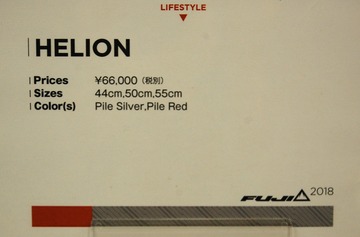 LIFESTYLE
HELION
Prices ¥66,000（税別）
Sizes 44cm,50cm,55cm
Color(s) Pile Silver,Pile Red
FUJI 2018